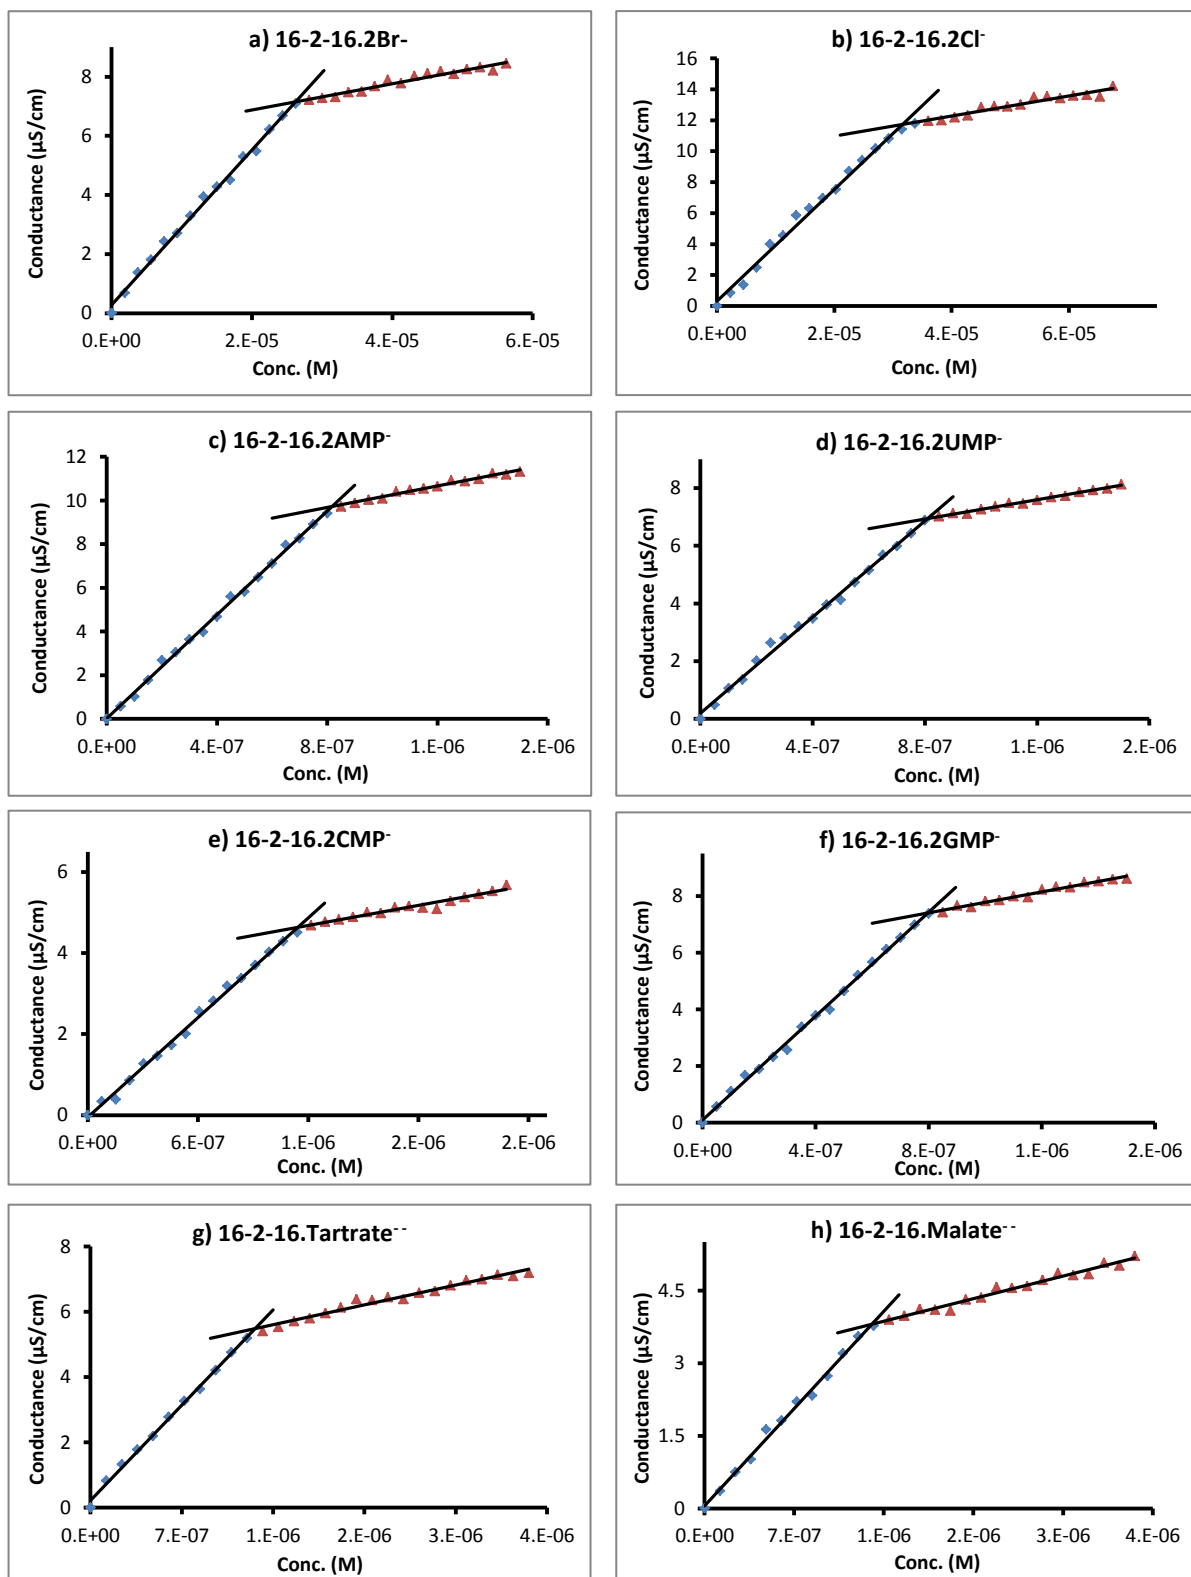 a) 16-2-16.2Br-
Conductance (µS/cm)
8
6
4
2
0
0.E+00 2.E-05 4.E-05 6.E-05
Conc. (M)
b) 16-2-16.2Cl-
Conductance (µS/cm)
16
14
12
10
8
6
4
2
0
0.E+00 2.E-05 4.E-05 6.E-05
Conc. (M)
c) 16-2-16.2AMP-
Conductance (µS/cm)
12
10
8
6
4
2
0
0.E+00 4.E-07 8.E-07 1.E-06 2.E-06
Conc. (M)
d) 16-2-16.2UMP-
Conductance (µS/cm)
8
6
4
2
0
0.E+00 4.E-07 8.E-07 1.E-06 2.E-06
Conc. (M)
e) 16-2-16.2CMP-
Conductance (µS/cm)
6
4
2
0
0.E+00 6.E-07 1.E-06 2.E-06 2.E-06
Conc. (M)
f) 16-2-16.2GMP-
Conductance (µS/cm)
8
6
4
2
0
0.E+00 4.E-07 8.E-07 1.E-06 2.E-06
Conc. (M)
g) 16-2-16.Tartrate--
Conductance (µS/cm)
8
6
4
2
0
0.E+00 7.E-07 1.E-06 2.E-06 3.E-06 4.E-06
Conc. (M)
h) 16-2-16.Malate--
Conductance (µS/cm)
4.5
3
1.5
0
0.E+00 7.E-07 1.E-06 2.E-06 3.E-06 4.E-06
Conc. (M)